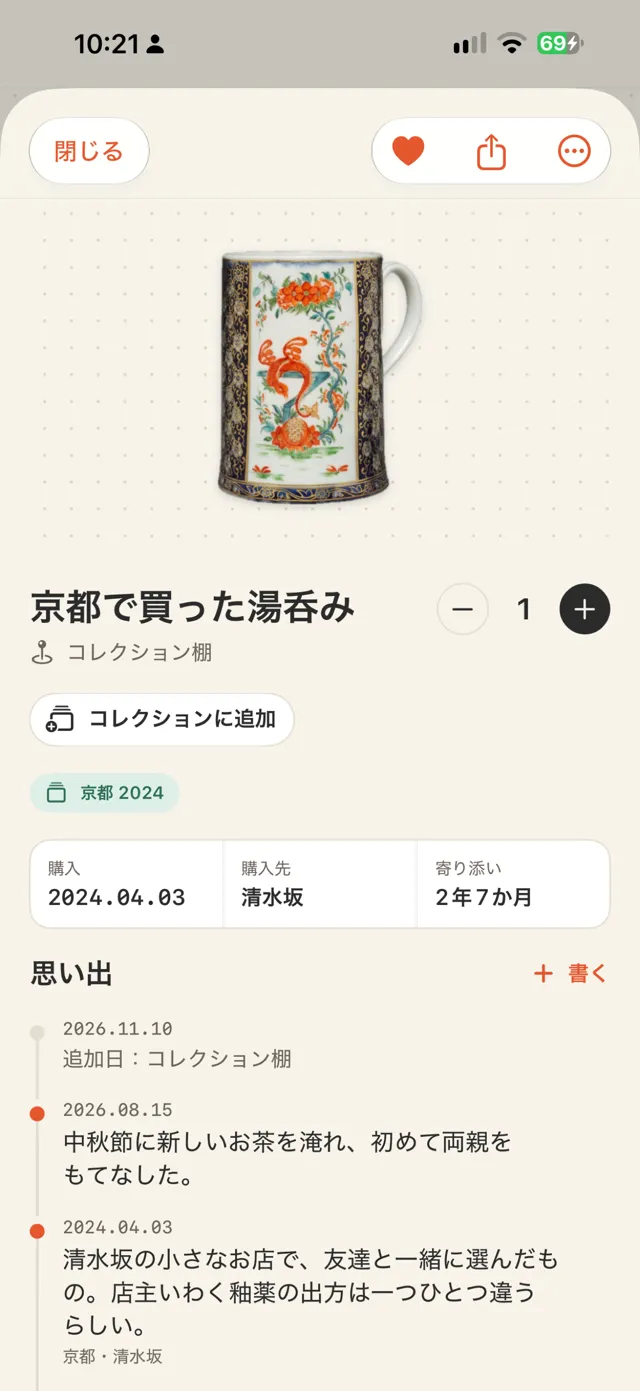 10:21
69
閉じる
京都で買った湯呑み
1
コレクション棚
コレクションに追加
京都 2024
購入
2024.04.03
購入先
清水坂
寄り添い
2年7か月
思い出
+ 書く
2026.11.10
追加日：コレクション棚
2026.08.15
中秋節に新しいお茶を淹れ、初めて両親を
もてなした。
2024.04.03
清水坂の小さなお店で、友達と一緒に選んだも
の。店主いわく釉薬の出方は一つひとつ違う
らしい。
京都・清水坂